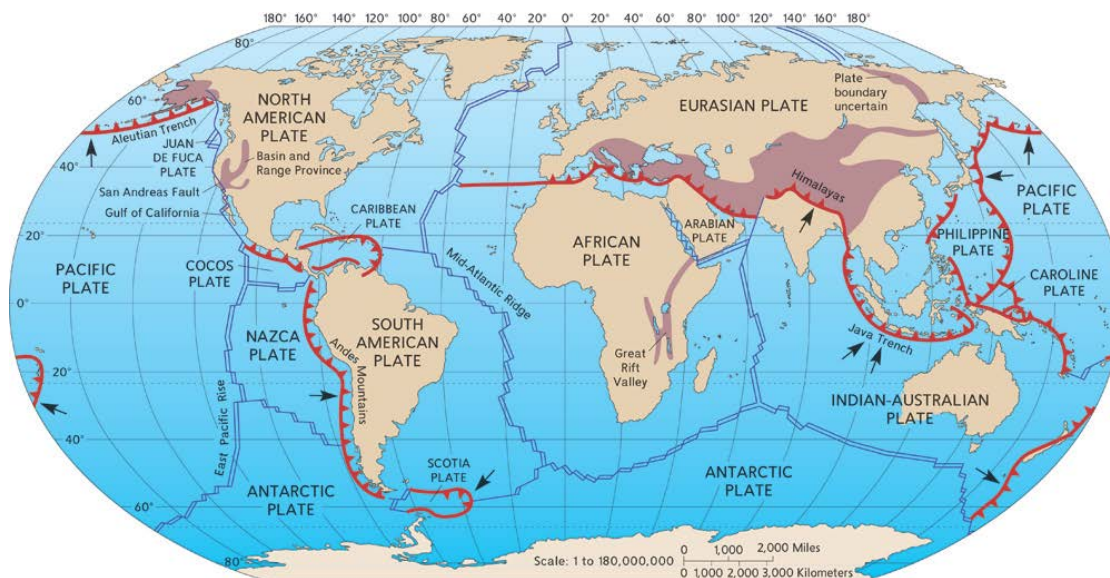 180° 160° 140° 120° 100° 80° 60° 40° 20° 0° 20° 40° 60° 80° 100° 120° 140° 160° 180°
80°
60°
40°
20°
0°
20°
40°
60°
80°
NORTH
AMERICAN
PLATE
EURASIAN PLATE
Plate
boundary
uncertain
Aleutian Trench
JUAN
DE FUCA
PLATE
Basin and
Range Province
San Andreas Fault
Gulf of California
CARIBBEAN
PLATE
Himalayas
PACIFIC
PLATE
ARABIAN
PLATE
PHILIPPINE
PLATE
AFRICAN
PLATE
Mid-Atlantic Ridge
COCOS
PLATE
PACIFIC
PLATE
CAROLINE
PLATE
NAZCA
PLATE
SOUTH
AMERICAN
PLATE
Andes Mountains
Great
Rift
Valley
Java Trench
INDIAN-AUSTRALIAN
PLATE
East Pacific Rise
SCOTIA
PLATE
ANTARCTIC
PLATE
ANTARCTIC
PLATE
Scale: 1 to 180,000,000
0 1,000 2,000 Miles
0 1,000 2,000 3,000 Kilometers